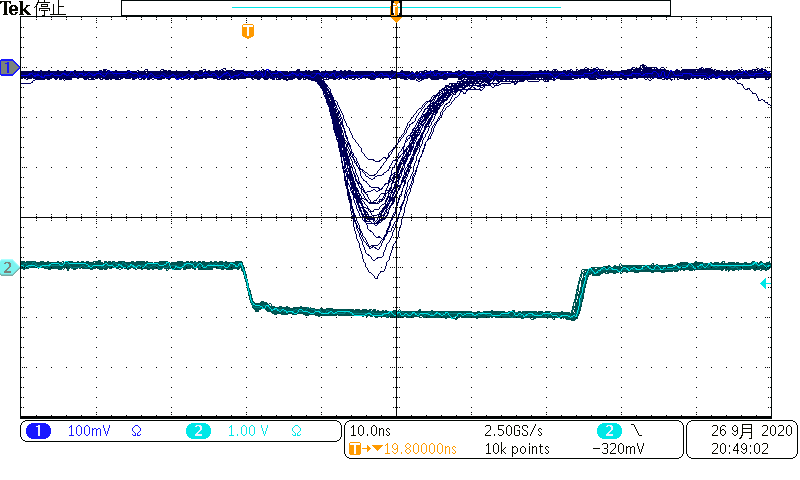 Tek 停止
T
1
2
1 100mV Ω 2 1.00 V Ω
10.0ns 2.50GS/s 2
T→▼19.80000ns 10k points −320mV
26 9月 2020
20:49:02